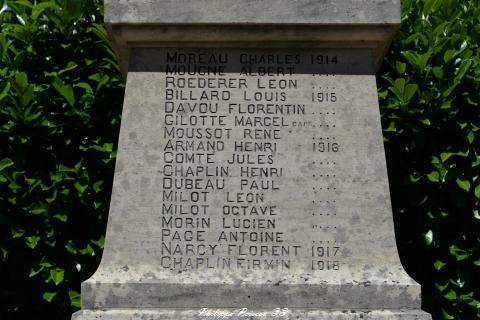 MOREAU CHARLES 1914
MOUGNE ALBERT ....
ROEDERER LEON ....
BILLARD LOUIS 1915
DAVOU FLORENTIN ....
GILOTTE MARCEL CAPⁿᵉ ....
MOUSSOT RENE ....
ARMAND HENRI 1916
COMTE JULES ....
CHAPLIN HENRI ....
DUBEAU PAUL ....
MILOT LEON ....
MILOT OCTAVE ....
MORIN LUCIEN ....
PAGE ANTOINE ....
NARCY FLORENT 1917
CHAPLIN FIRMIN 1918